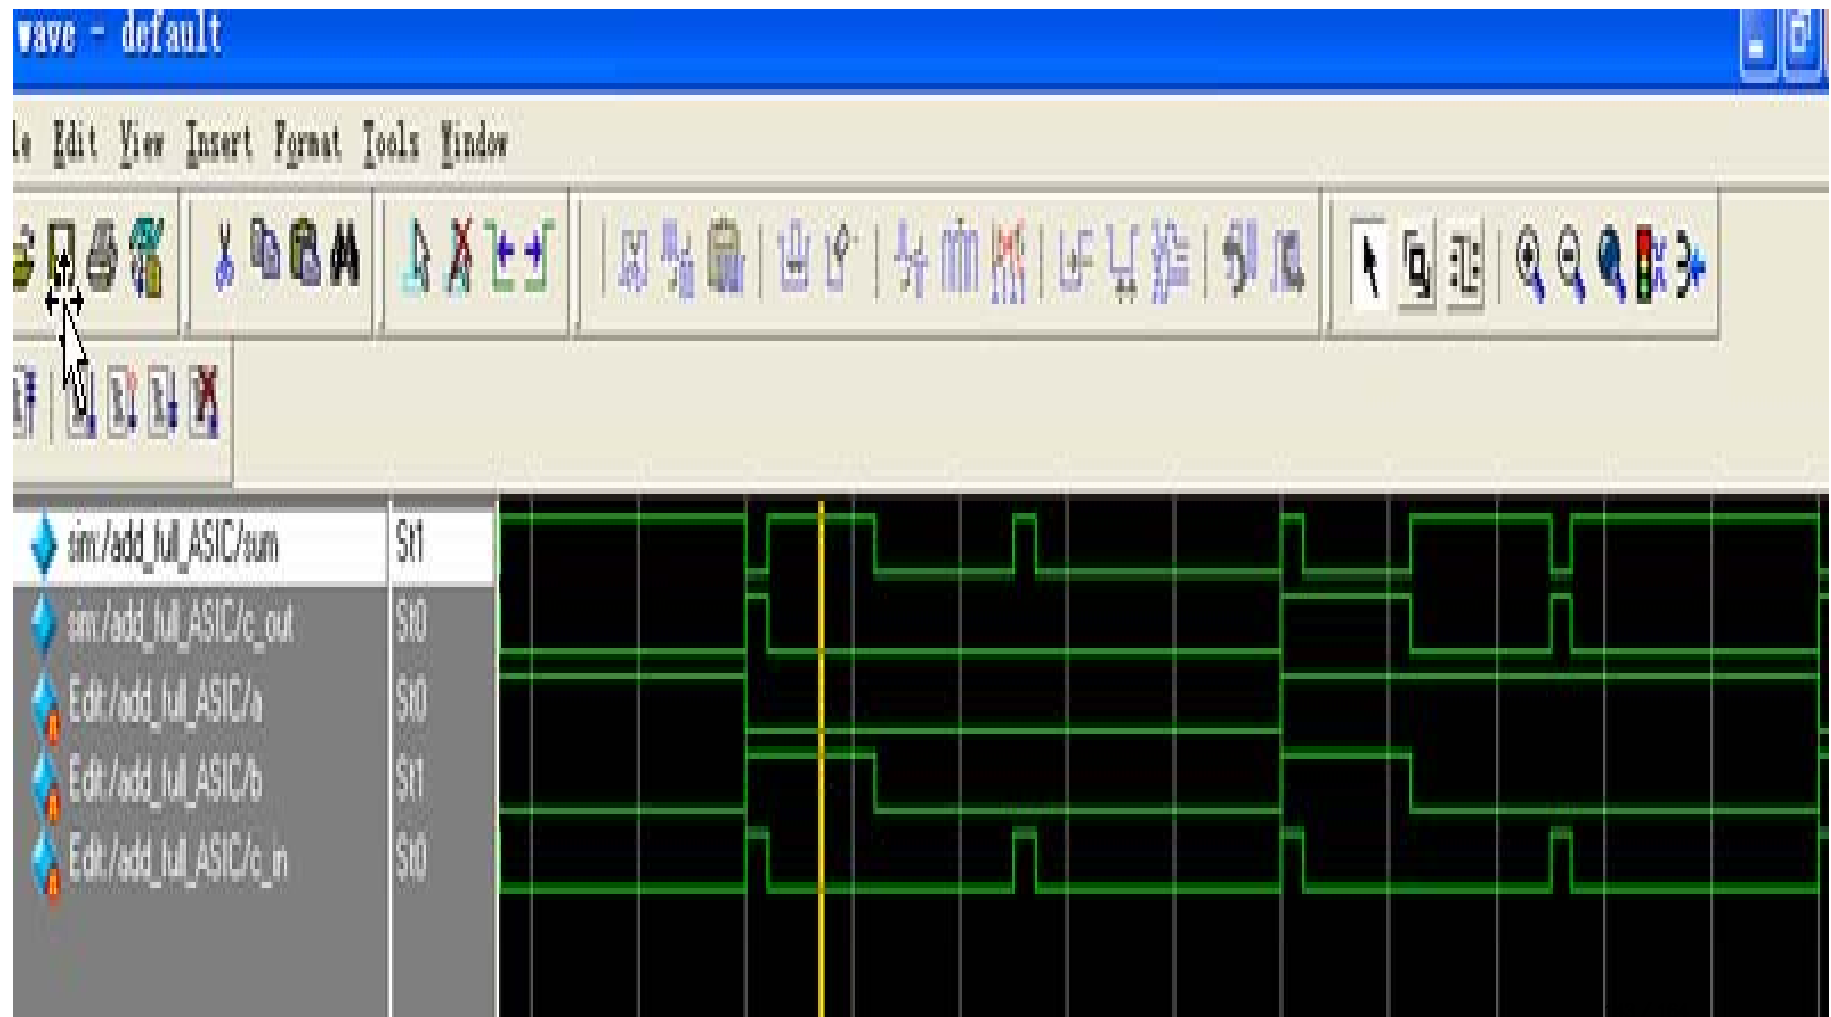 wave - default
le Edit View Insert Format Tools Window
sim:/add_full_ASIC/sum St1
sim:/add_full_ASIC/c_out St0
Edit:/add_full_ASIC/a St0
Edit:/add_full_ASIC/b St1
Edit:/add_full_ASIC/c_in St0